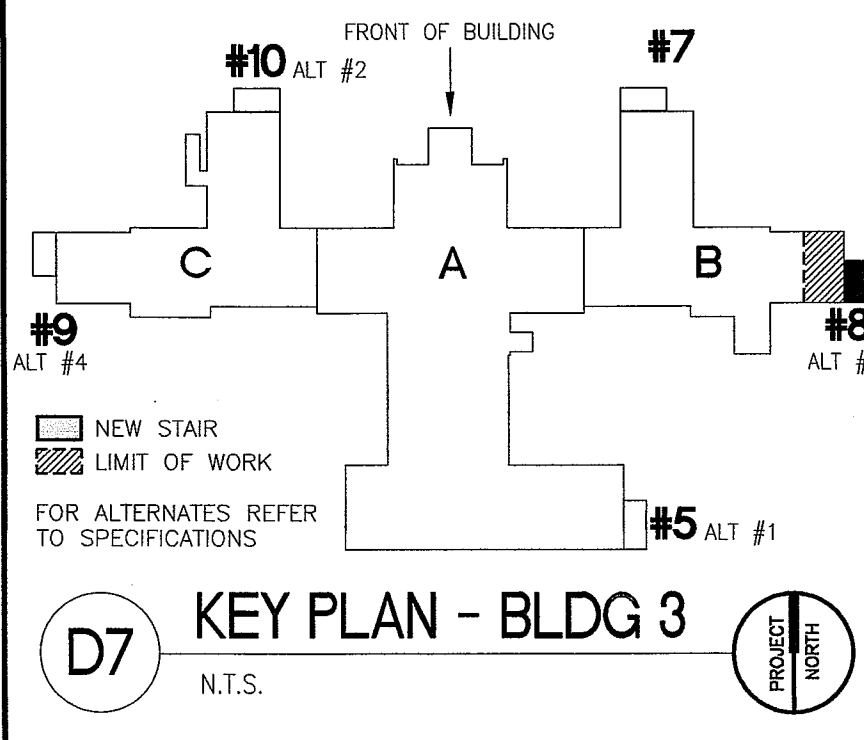 FRONT OF BUILDING
#10 ALT #2
#7
C
A
B
#9
ALT #4
#8
ALT #
NEW STAIR
LIMIT OF WORK
FOR ALTERNATES REFER
TO SPECIFICATIONS
#5 ALT #1
D7
KEY PLAN - BLDG 3
N.T.S.
PROJECT
NORTH